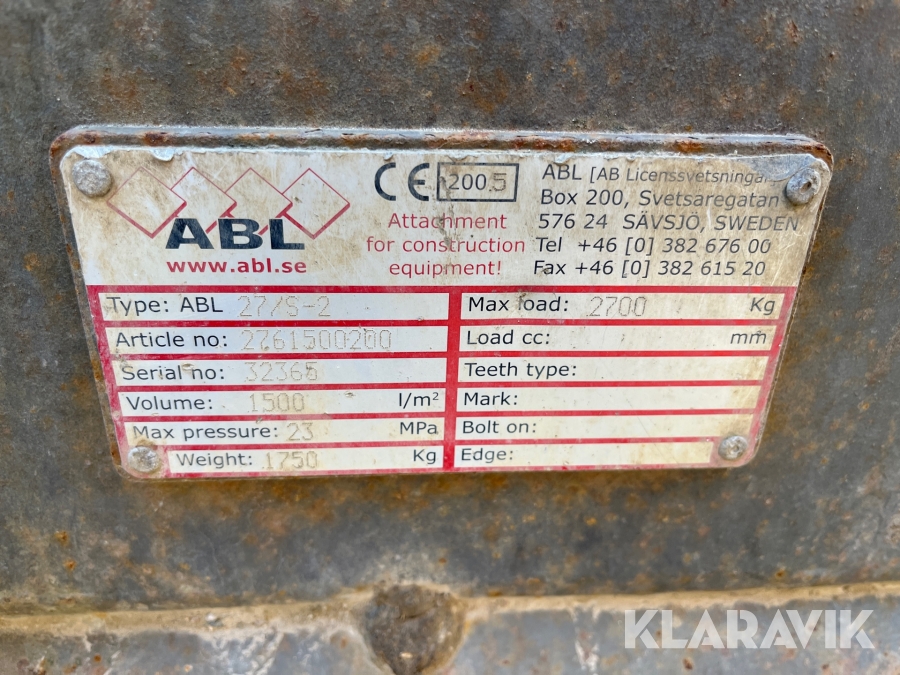 ABL
www.abl.se
CE 2005
Attachment
for construction
equipment!
ABL [AB Licenssvetsningar
Box 200, Svetsaregatan
576 24 SÄVSJÖ, SWEDEN
Tel +46 [0] 382 676 00
Fax +46 [0] 382 615 20
Type: ABL 27/S-2
Article no: 2761500200
Serial no: 32365
Volume: 1500 l/m²
Max pressure: 23 MPa
Weight: 1750 Kg
Max load: 2700 Kg
Load cc: mm
Teeth type:
Mark:
Bolt on:
Edge:
KLARAVIK